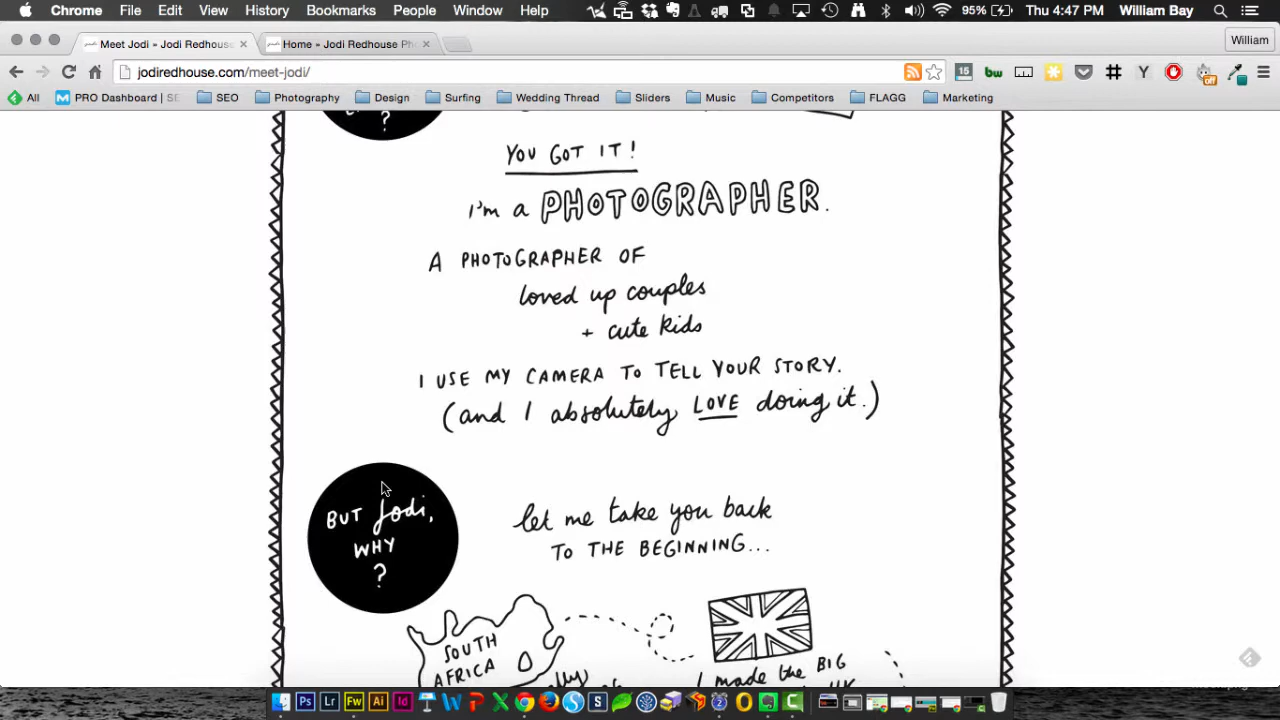 Chrome File Edit View History Bookmarks People Window Help 95% Thu 4:47 PM William Bay
Meet Jodi » Jodi Redhouse Home » Jodi Redhouse Ph William
jodiredhouse.com/meet-jodi/
All PRO Dashboard | SE SEO Photography Design Surfing Wedding Thread Sliders Music Competitors FLAGG Marketing
?
YOU GOT IT!
I'm a PHOTOGRAPHER.
A PHOTOGRAPHER OF
loved up couples
+ cute kids
I USE MY CAMERA TO TELL YOUR STORY.
(and I absolutely LOVE doing it.)
BUT Jodi,
WHY
?
let me take you back
TO THE BEGINNING...
SOUTH
AFRICA
I made the BIG